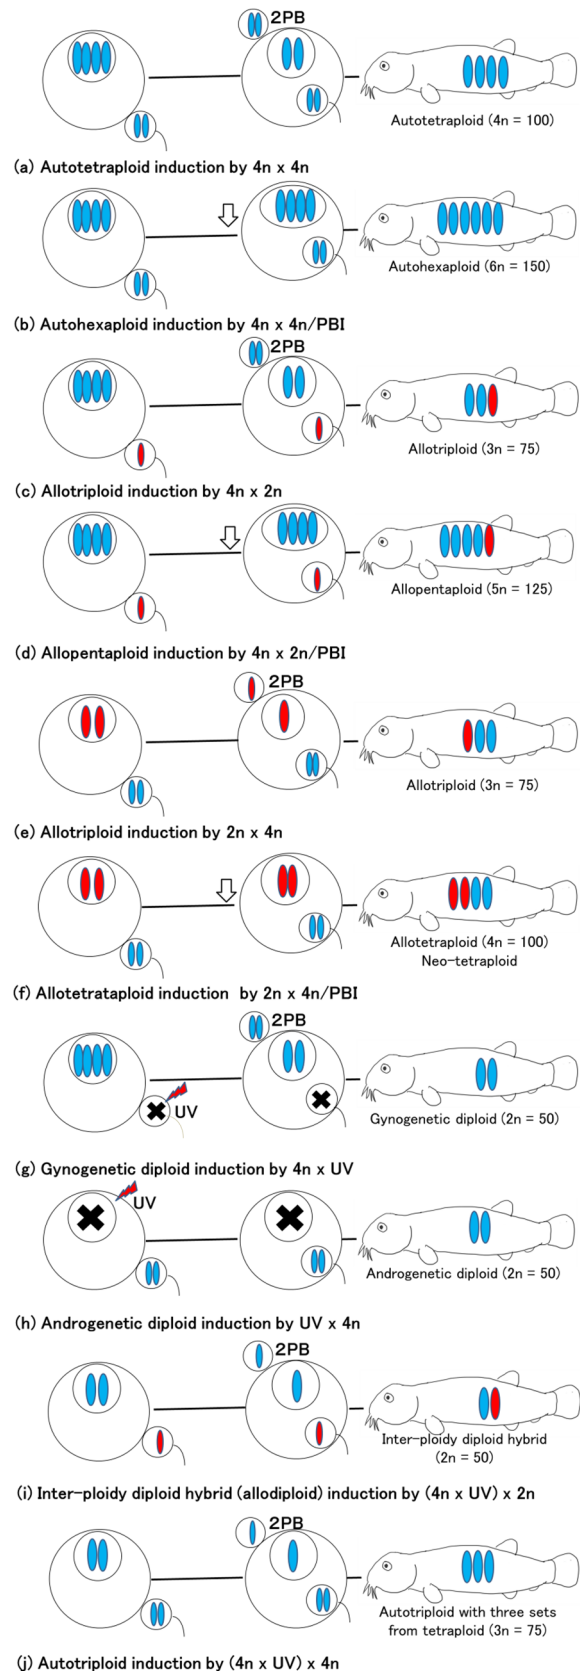 2PB
Autotetraploid (4n = 100)
(a) Autotetraploid induction by 4n x 4n
Autohexaploid (6n = 150)
(b) Autohexaploid induction by 4n x 4n/PBI
2PB
Allotriploid (3n = 75)
(c) Allotriploid induction by 4n x 2n
Allopentaploid (5n = 125)
(d) Allopentaploid induction by 4n x 2n/PBI
2PB
Allotriploid (3n = 75)
(e) Allotriploid induction by 2n x 4n
Allotetraploid (4n = 100)
Neo-tetraploid
(f) Allotetrataploid induction by 2n x 4n/PBI
2PB
UV
Gynogenetic diploid (2n = 50)
(g) Gynogenetic diploid induction by 4n x UV
UV
Androgenetic diploid (2n = 50)
(h) Androgenetic diploid induction by UV x 4n
2PB
Inter-ploidy diploid hybrid
(2n = 50)
(i) Inter-ploidy diploid hybrid (allodiploid) induction by (4n x UV) x 2n
2PB
Autotriploid with three sets
from tetraploid (3n = 75)
(j) Autotriploid induction by (4n x UV) x 4n